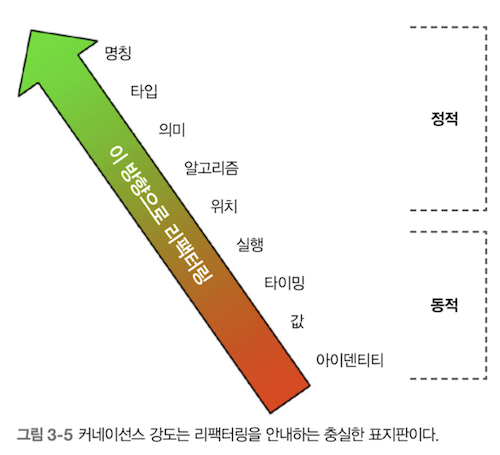 명칭
타입
의미
알고리즘
위치
실행
타이밍
값
아이덴티티
이 방향으로 리팩터링
정적
동적
그림 3-5 커네이선스 강도는 리팩터링을 안내하는 충실한 표지판이다.